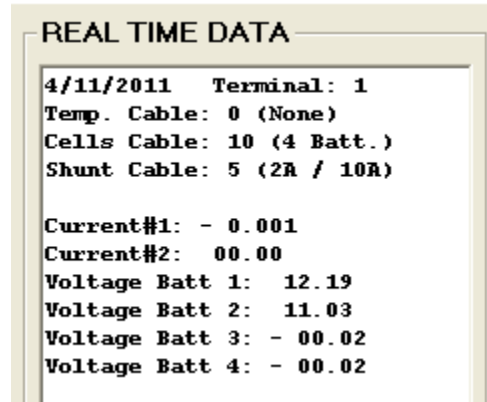 REAL TIME DATA
4/11/2011   Terminal: 1
Temp. Cable: 0 (None)
Cells Cable: 10 (4 Batt.)
Shunt Cable: 5 (2A / 10A)
Current#1: - 0.001
Current#2:  00.00
Voltage Batt 1:  12.19
Voltage Batt 2:  11.03
Voltage Batt 3: - 00.02
Voltage Batt 4: - 00.02